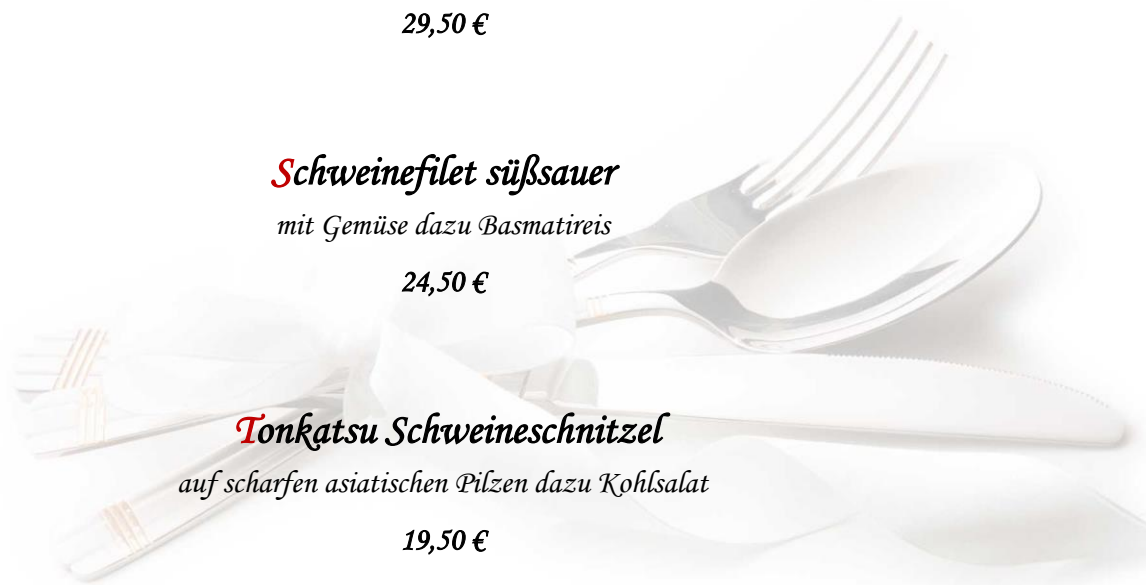 29,50 €
Schweinefilet süßsauer
mit Gemüse dazu Basmatireis
24,50 €
Tonkatsu Schweineschnitzel
auf scharfen asiatischen Pilzen dazu Kohlsalat
19,50 €